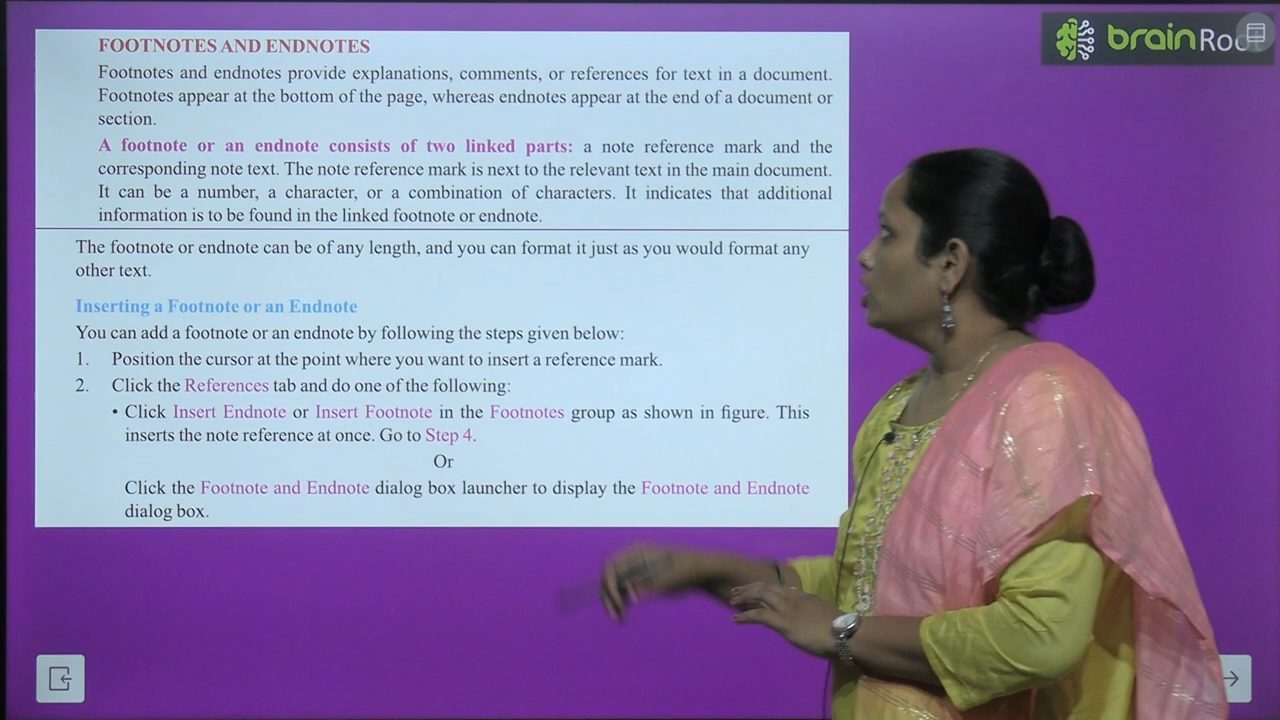 FOOTNOTES AND ENDNOTES
Footnotes and endnotes provide explanations, comments, or references for text in a document.
Footnotes appear at the bottom of the page, whereas endnotes appear at the end of a document or
section.
A footnote or an endnote consists of two linked parts: a note reference mark and the
corresponding note text. The note reference mark is next to the relevant text in the main document.
It can be a number, a character, or a combination of characters. It indicates that additional
information is to be found in the linked footnote or endnote.
The footnote or endnote can be of any length, and you can format it just as you would format any
other text.
Inserting a Footnote or an Endnote
You can add a footnote or an endnote by following the steps given below:
1. Position the cursor at the point where you want to insert a reference mark.
2. Click the References tab and do one of the following:
• Click Insert Endnote or Insert Footnote in the Footnotes group as shown in figure. This
inserts the note reference at once. Go to Step 4.
Or
Click the Footnote and Endnote dialog box launcher to display the Footnote and Endnote
dialog box.
brain